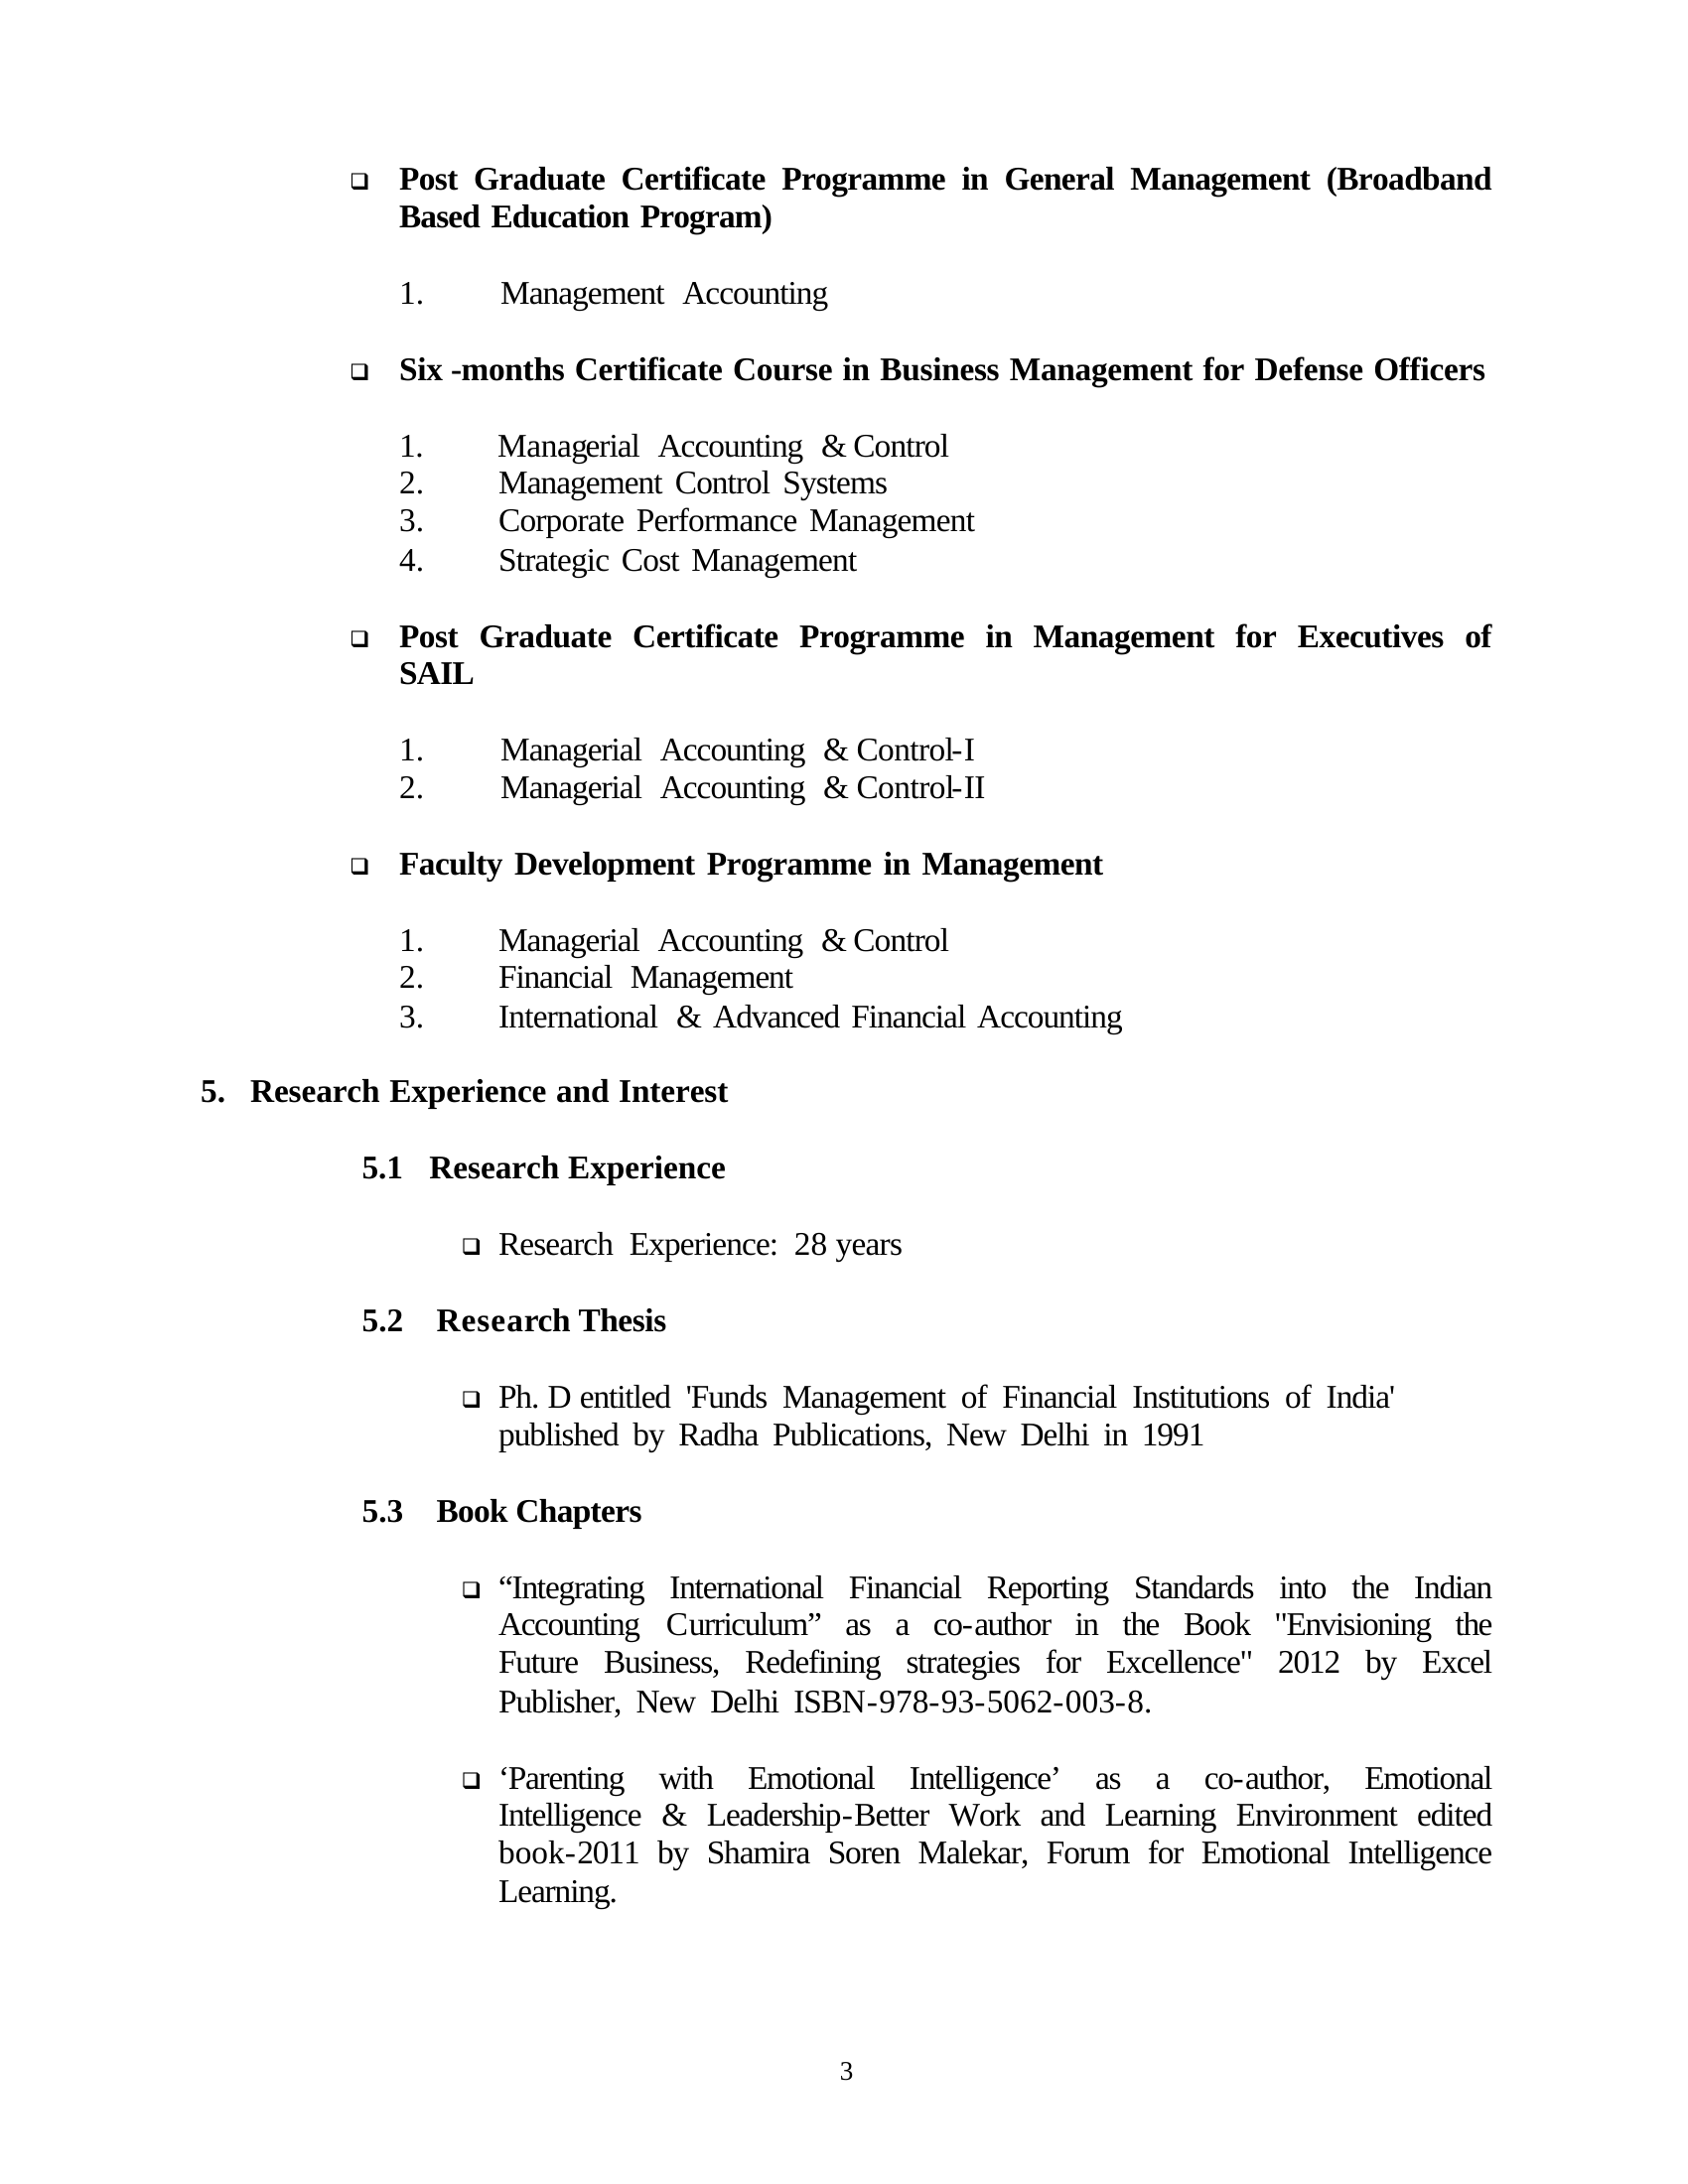 ❑ Post Graduate Certificate Programme in General Management (Broadband
Based Education Program)
1. Management Accounting
❑ Six -months Certificate Course in Business Management for Defense Officers
1. Managerial Accounting & Control
2. Management Control Systems
3. Corporate Performance Management
4. Strategic Cost Management
❑ Post Graduate Certificate Programme in Management for Executives of
SAIL
1. Managerial Accounting & Control-I
2. Managerial Accounting & Control-II
❑ Faculty Development Programme in Management
1. Managerial Accounting & Control
2. Financial Management
3. International & Advanced Financial Accounting
5. Research Experience and Interest
5.1 Research Experience
❑ Research Experience: 28 years
5.2 Research Thesis
❑ Ph. D entitled 'Funds Management of Financial Institutions of India'
published by Radha Publications, New Delhi in 1991
5.3 Book Chapters
❑ “Integrating International Financial Reporting Standards into the Indian
Accounting Curriculum” as a co-author in the Book "Envisioning the
Future Business, Redefining strategies for Excellence" 2012 by Excel
Publisher, New Delhi ISBN-978-93-5062-003-8.
❑ ‘Parenting with Emotional Intelligence’ as a co-author, Emotional
Intelligence & Leadership-Better Work and Learning Environment edited
book-2011 by Shamira Soren Malekar, Forum for Emotional Intelligence
Learning.
3